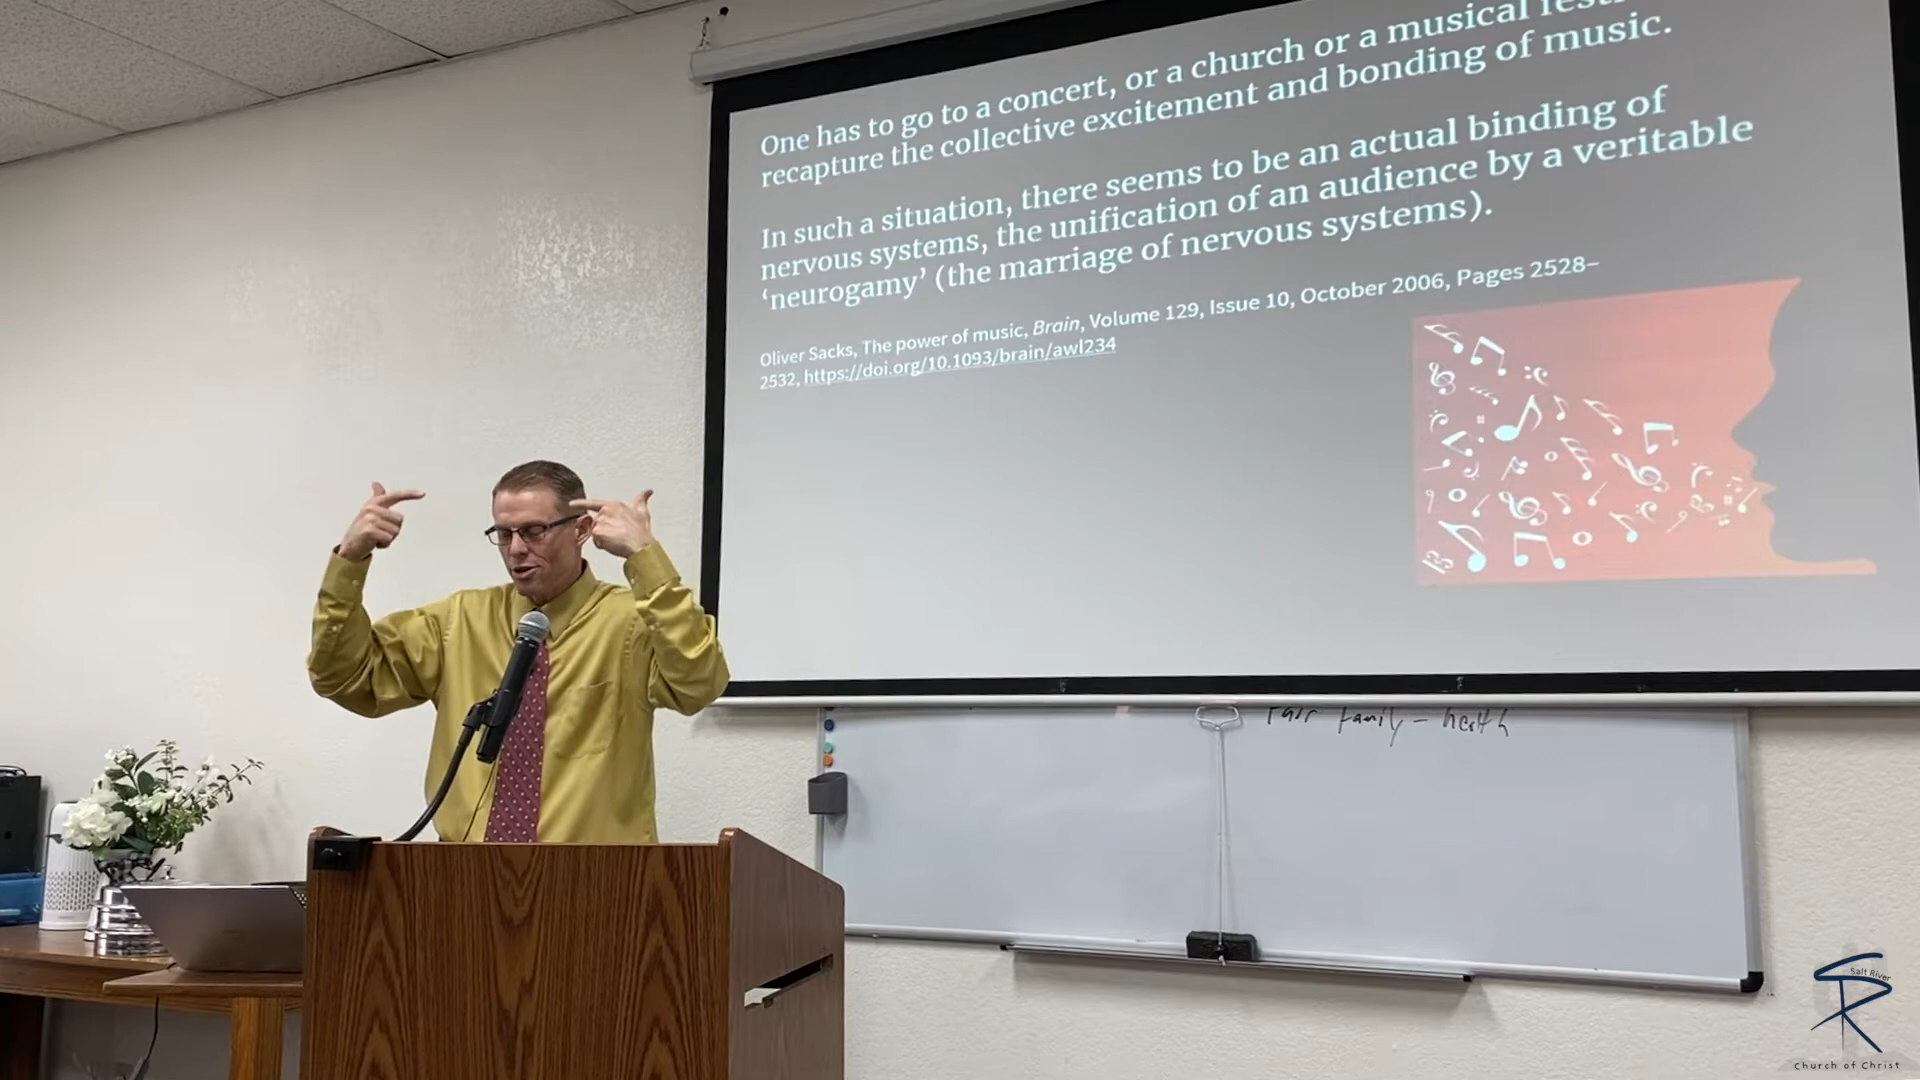 One has to go to a concert, or a church or a musical
recapture the collective excitement and bonding of music.
In such a situation, there seems to be an actual binding of
nervous systems, the unification of an audience by a veritable
‘neurogamy’ (the marriage of nervous systems).
Oliver Sacks, The power of music, Brain, Volume 129, Issue 10, October 2006, Pages 2528–
2532, https://doi.org/10.1093/brain/awl234
family - health
Salt River
Church of Christ